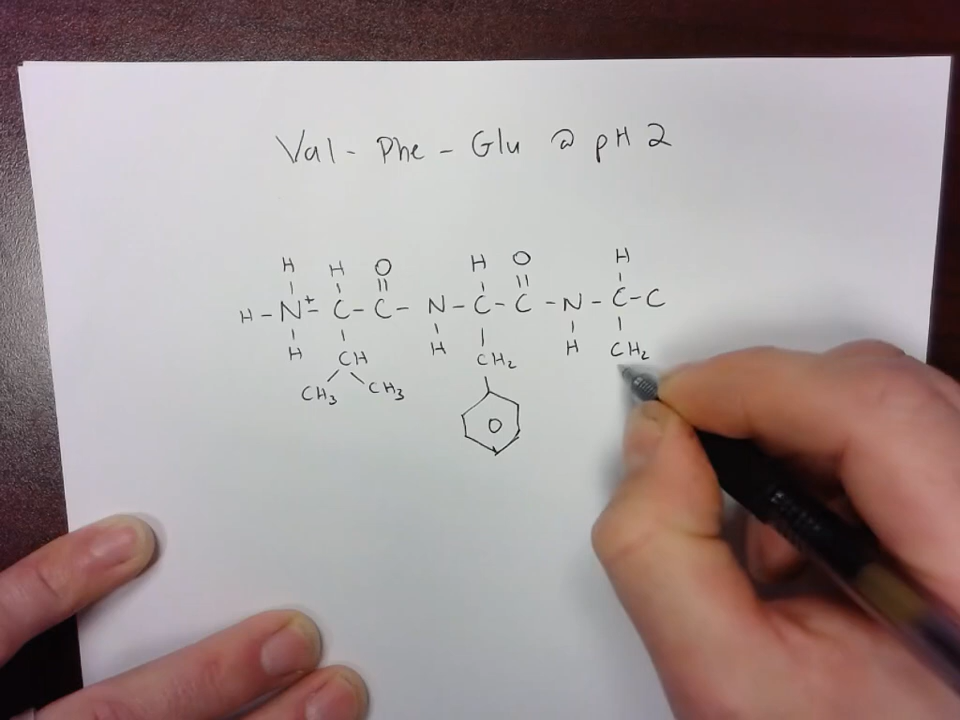 Val - Phe - Glu @ pH 2
H H O H O H
H - N+ - C - C - N - C - C - N - C - C
H CH H CH2 H CH2
CH3 CH3